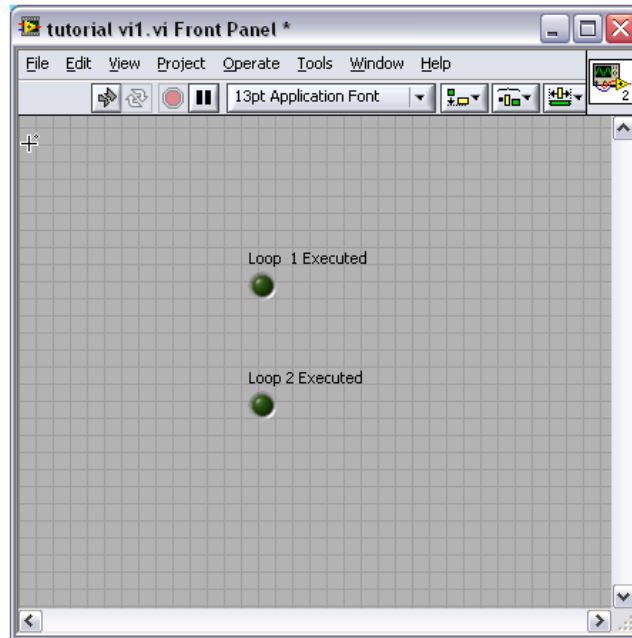 tutorial vi1.vi Front Panel *
File Edit View Project Operate Tools Window Help
13pt Application Font
2
Loop 1 Executed
Loop 2 Executed